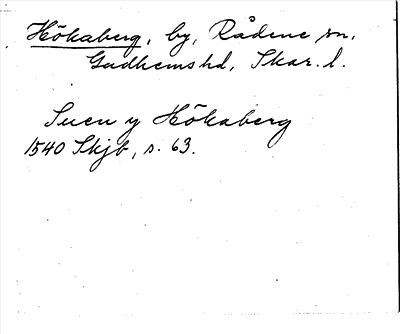 Hökaberg, by, Rådene sn,
Gudhems hd, Skar. l.
Suen y Hökaberg
1540 Skjb, s. 63.